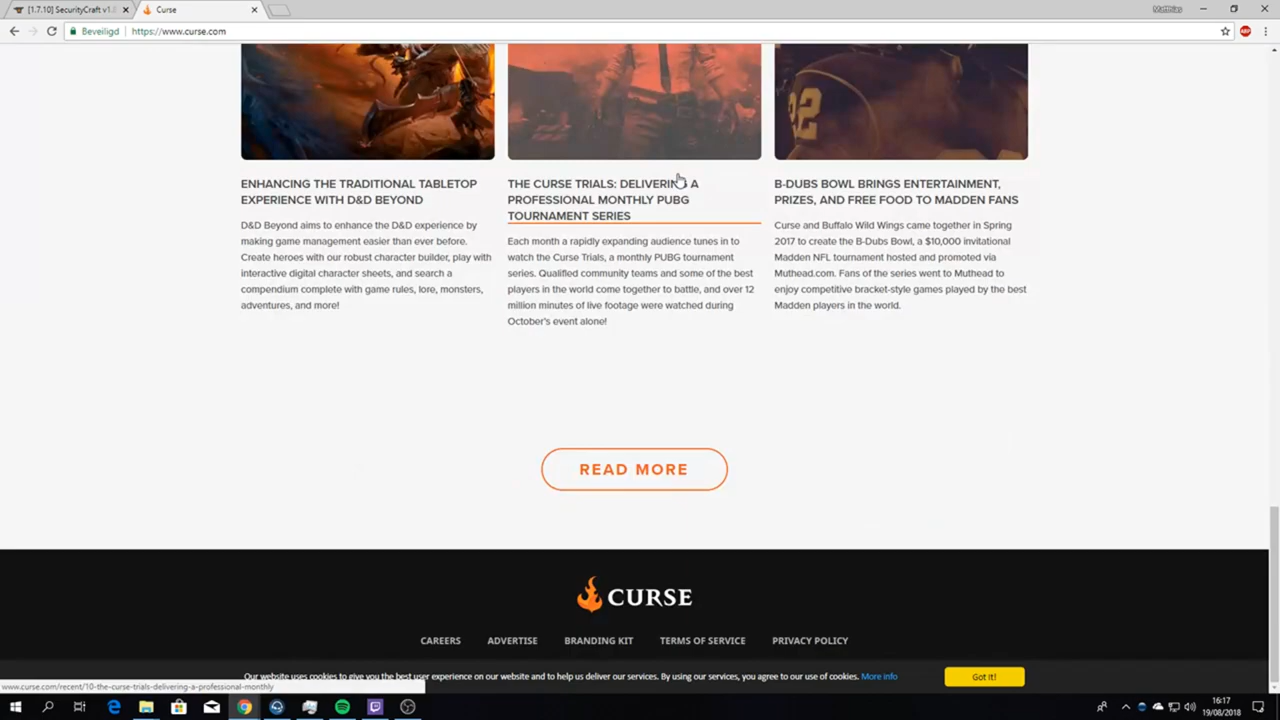 [1.7.10] SecurityCraft v1.8
Curse
Matthias
Beveiligd
https://www.curse.com
ABP
22
ENHANCING THE TRADITIONAL TABLETOP
EXPERIENCE WITH D&D BEYOND
D&D Beyond aims to enhance the D&D experience by
making game management easier than ever before.
Create heroes with our robust character builder, play with
interactive digital character sheets, and search a
compendium complete with game rules, lore, monsters,
adventures, and more!
THE CURSE TRIALS: DELIVERING A
PROFESSIONAL MONTHLY PUBG
TOURNAMENT SERIES
Each month a rapidly expanding audience tunes in to
watch the Curse Trials, a monthly PUBG tournament
series. Qualified community teams and some of the best
players in the world come together to battle, and over 12
million minutes of live footage were watched during
October's event alone!
B-DUBS BOWL BRINGS ENTERTAINMENT,
PRIZES, AND FREE FOOD TO MADDEN FANS
Curse and Buffalo Wild Wings came together in Spring
2017 to create the B-Dubs Bowl, a $10,000 invitational
Madden NFL tournament hosted and promoted via
Muthead.com. Fans of the series went to Muthead to
enjoy competitive bracket-style games played by the best
Madden players in the world.
READ MORE
CURSE
CAREERS ADVERTISE BRANDING KIT TERMS OF SERVICE PRIVACY POLICY
Our website uses cookies to give you the best user experience on our website and to help us deliver our services. By using our services, you agree to our use of cookies. More info
Got it!
www.curse.com/recent/10-the-curse-trials-delivering-a-professional-monthly
16:17
19/08/2018